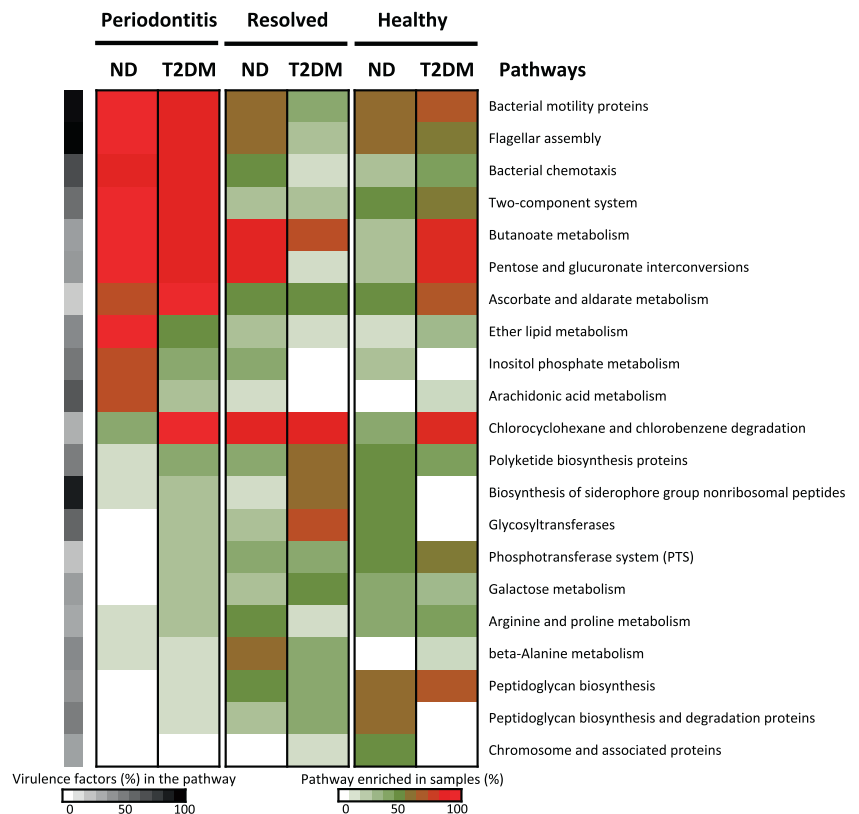 Periodontitis Resolved Healthy
ND T2DM ND T2DM ND T2DM Pathways
Bacterial motility proteins
Flagellar assembly
Bacterial chemotaxis
Two-component system
Butanoate metabolism
Pentose and glucuronate interconversions
Ascorbate and aldarate metabolism
Ether lipid metabolism
Inositol phosphate metabolism
Arachidonic acid metabolism
Chlorocyclohexane and chlorobenzene degradation
Polyketide biosynthesis proteins
Biosynthesis of siderophore group nonribosomal peptides
Glycosyltransferases
Phosphotransferase system (PTS)
Galactose metabolism
Arginine and proline metabolism
beta-Alanine metabolism
Peptidoglycan biosynthesis
Peptidoglycan biosynthesis and degradation proteins
Chromosome and associated proteins
Virulence factors (%) in the pathway Pathway enriched in samples (%)
0 50 100 0 50 100